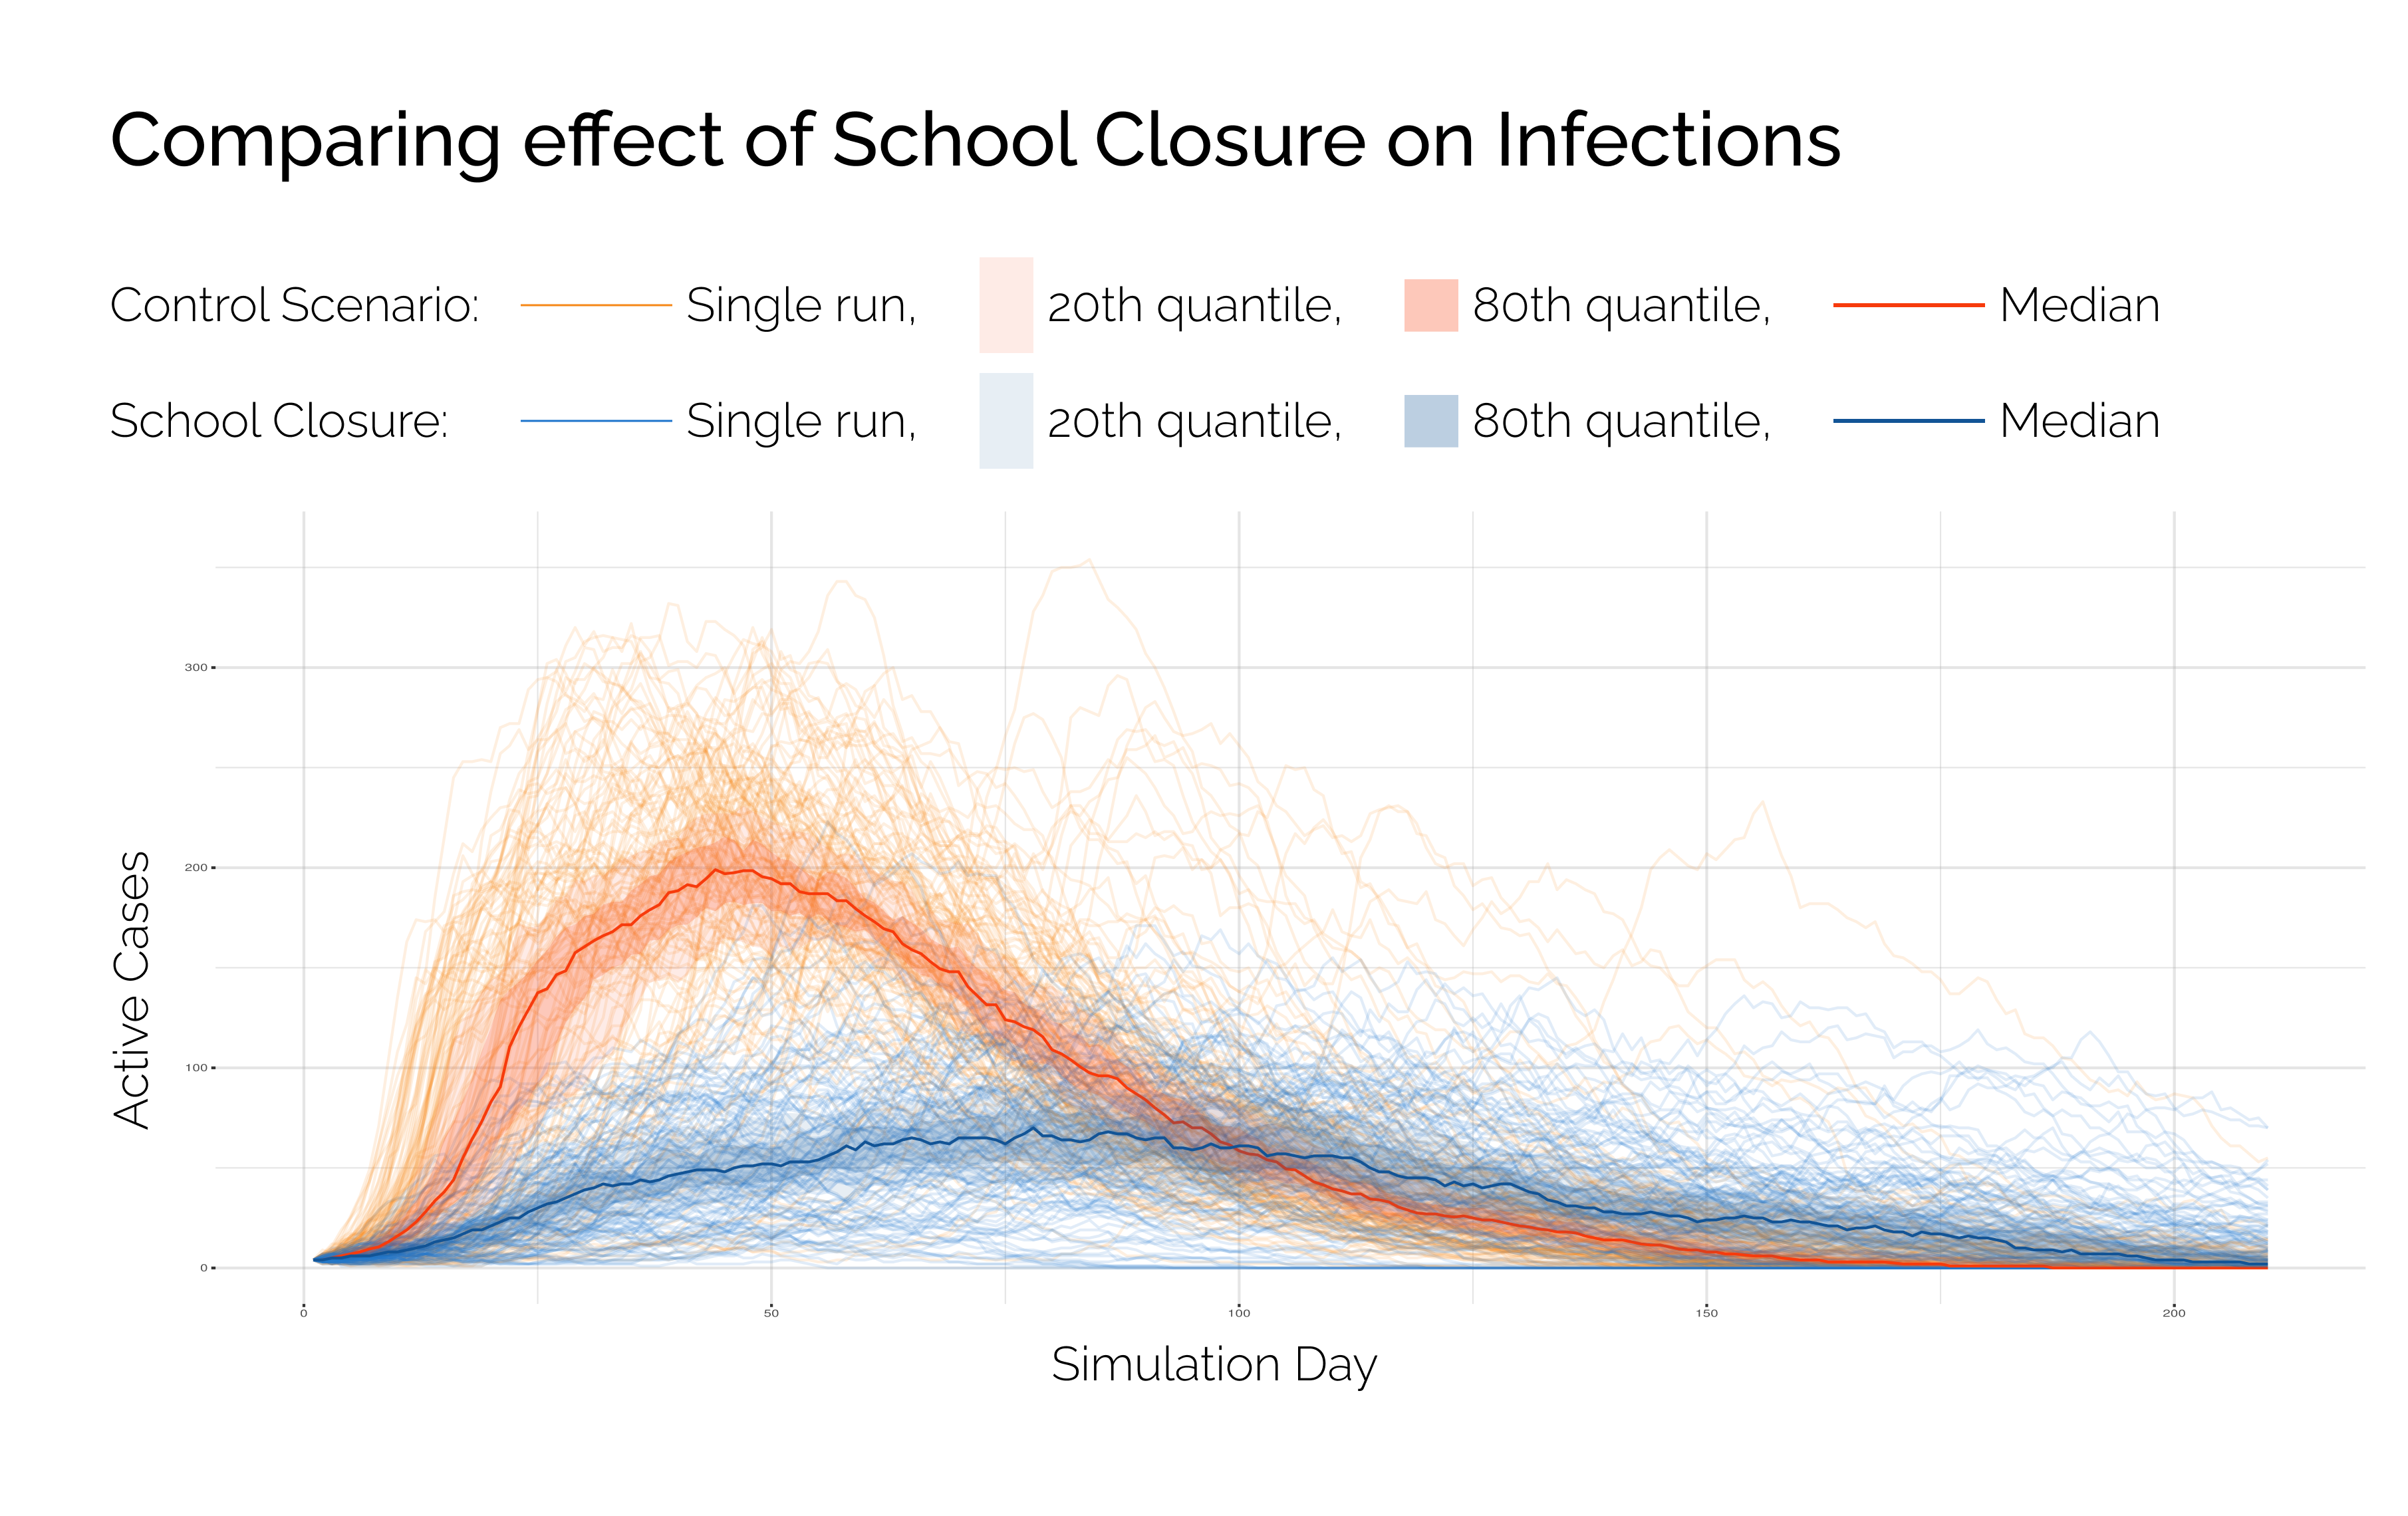 Comparing effect of School Closure on Infections
Control Scenario: Single run, 20th quantile, 80th quantile, Median
School Closure: Single run, 20th quantile, 80th quantile, Median
Active Cases
300
200
100
0
0 50 100 150 200
Simulation Day